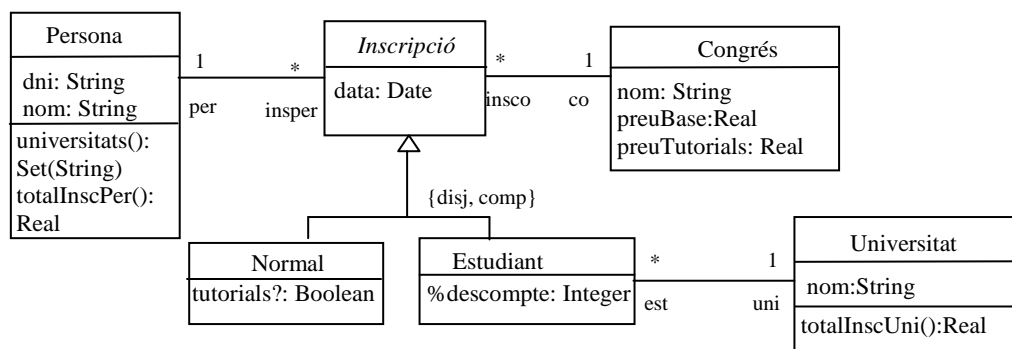 Persona
dni: String
nom: String
universitats():
Set(String)
totalInscPer():
Real
1
per
*
insper
Inscripció
data: Date
*
insco
1
co
Congrés
nom: String
preuBase:Real
preuTutorials: Real
{disj, comp}
Normal
tutorials?: Boolean
Estudiant
%descompte: Integer
*
est
1
uni
Universitat
nom:String
totalInscUni():Real